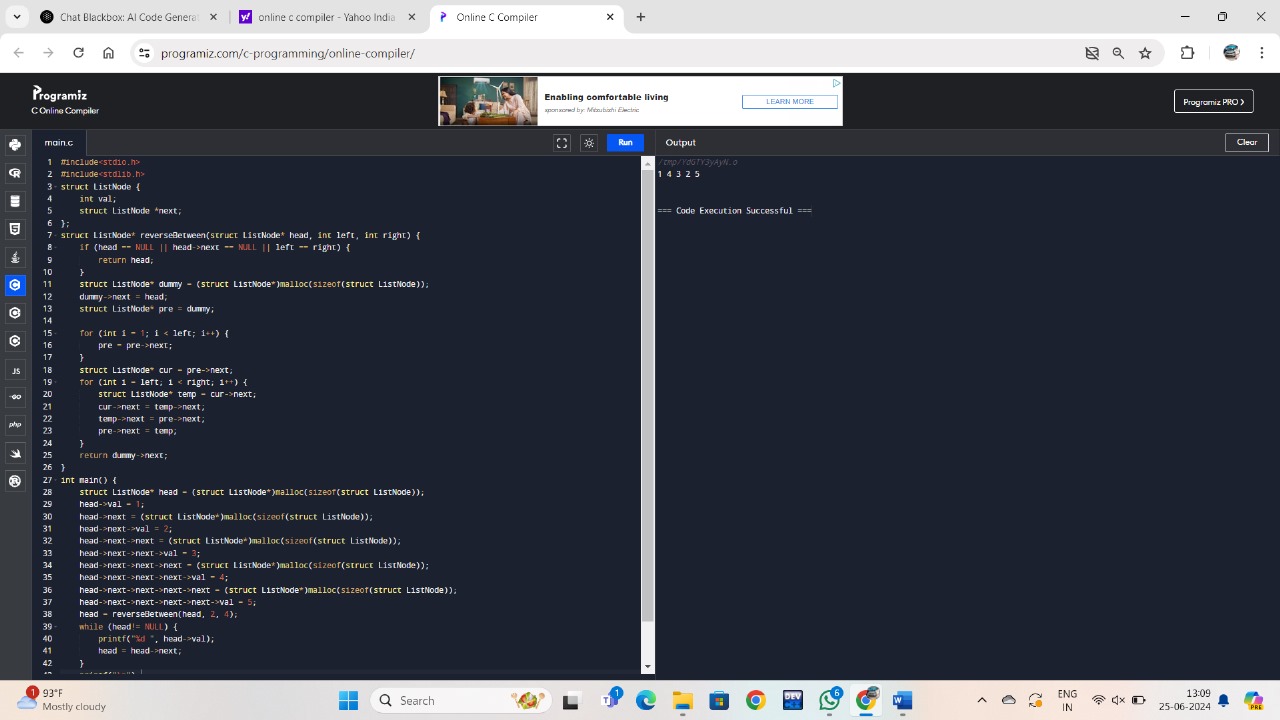 Chat Blackbox: AI Code Genera
online c compiler - Yahoo India
Online C Compiler
programiz.com/c-programming/online-compiler/
Programiz
C Online Compiler
Enabling comfortable living
sponsored by: Mitsubishi Electric
LEARN MORE
Programiz PRO >
main.c
Run
Output
Clear
/tmp/YdGTY3yAyN.o
1 4 3 2 5
=== Code Execution Successful ===
1 #include<stdio.h>
2 #include<stdlib.h>
3 struct ListNode {
4 int val;
5 struct ListNode *next;
6 };
7 struct ListNode* reverseBetween(struct ListNode* head, int left, int right) {
8 if (head == NULL || head->next == NULL || left == right) {
9 return head;
10 }
11 struct ListNode* dummy = (struct ListNode*)malloc(sizeof(struct ListNode));
12 dummy->next = head;
13 struct ListNode* pre = dummy;
14
15 for (int i = 1; i < left; i++) {
16 pre = pre->next;
17 }
18 struct ListNode* cur = pre->next;
19 for (int i = left; i < right; i++) {
20 struct ListNode* temp = cur->next;
21 cur->next = temp->next;
22 temp->next = pre->next;
23 pre->next = temp;
24 }
25 return dummy->next;
26 }
27 int main() {
28 struct ListNode* head = (struct ListNode*)malloc(sizeof(struct ListNode));
29 head->val = 1;
30 head->next = (struct ListNode*)malloc(sizeof(struct ListNode));
31 head->next->val = 2;
32 head->next->next = (struct ListNode*)malloc(sizeof(struct ListNode));
33 head->next->next->val = 3;
34 head->next->next->next = (struct ListNode*)malloc(sizeof(struct ListNode));
35 head->next->next->next->val = 4;
36 head->next->next->next->next = (struct ListNode*)malloc(sizeof(struct ListNode));
37 head->next->next->next->next->val = 5;
38 head = reverseBetween(head, 2, 4);
39 while (head!= NULL) {
40 printf("%d ", head->val);
41 head = head->next;
42 }
JS
GO
php
1
93°F
Mostly cloudy
Search
1
DEV
6
ENG
IN
13:09
25-06-2024
PRE